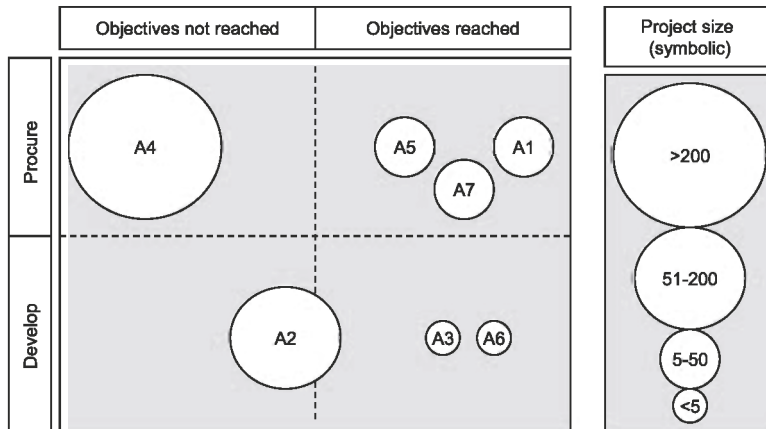 Objectives not reached
Objectives reached
Project size
(symbolic)
Procure
A4
A5
A1
A7
>200
Develop
A2
A3
A6
51-200
5-50
<5